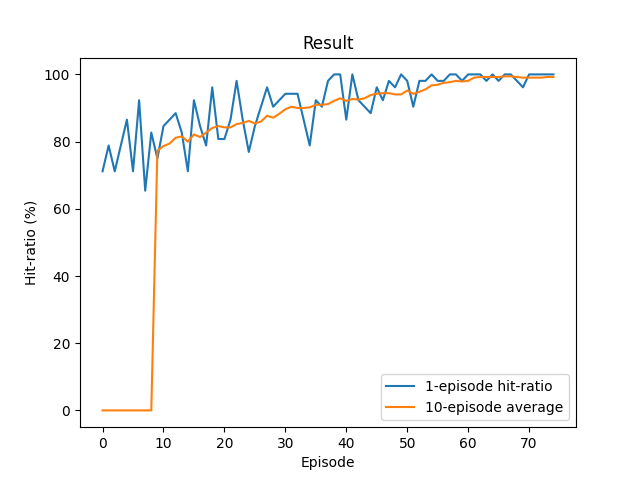 Result
Hit-ratio (%)
100
80
60
40
20
0
1-episode hit-ratio
10-episode average
0 10 20 30 40 50 60 70
Episode